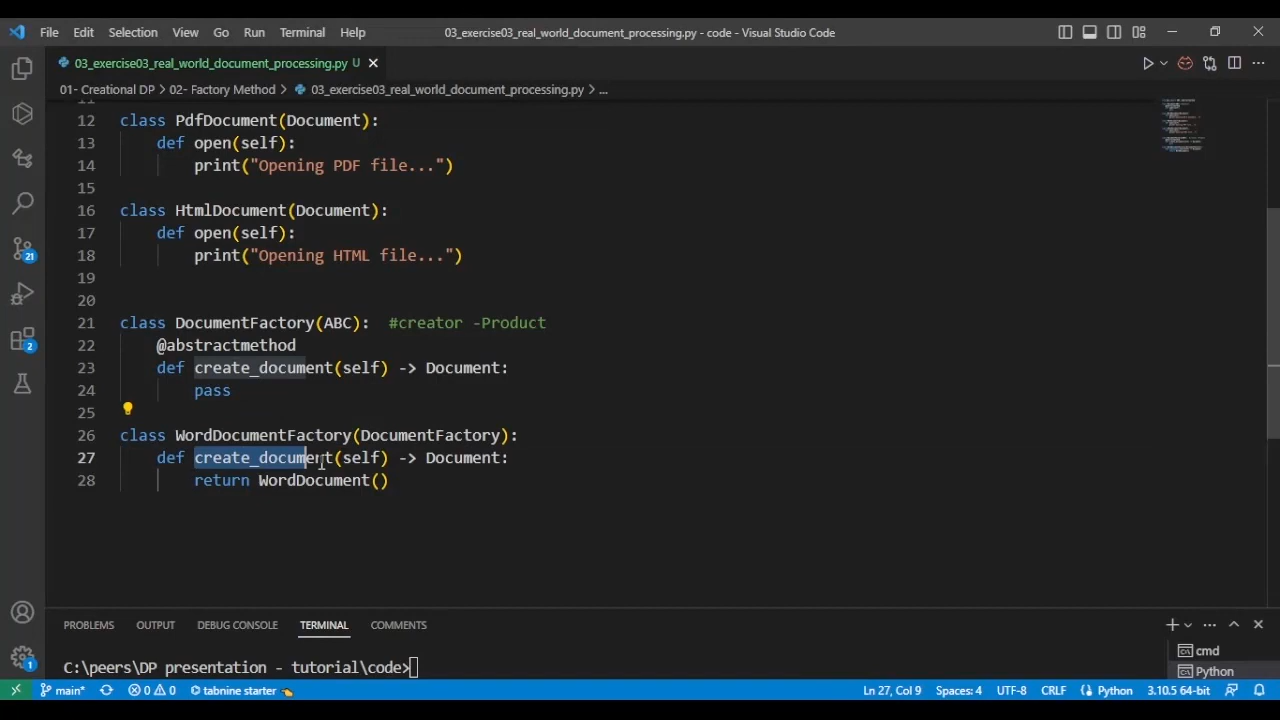 File Edit Selection View Go Run Terminal Help 03_exercise03_real_world_document_processing.py - code - Visual Studio Code
03_exercise03_real_world_document_processing.py U
01- Creational DP > 02- Factory Method > 03_exercise03_real_world_document_processing.py > ...
12 class PdfDocument(Document):
13 def open(self):
14 print("Opening PDF file...")
15
16 class HtmlDocument(Document):
17 def open(self):
18 print("Opening HTML file...")
19
20
21 class DocumentFactory(ABC): #creator -Product
22 @abstractmethod
23 def create_document(self) -> Document:
24 pass
25
26 class WordDocumentFactory(DocumentFactory):
27 def create_document(self) -> Document:
28 return WordDocument()
21
2
1
PROBLEMS OUTPUT DEBUG CONSOLE TERMINAL COMMENTS
C:\peers\DP presentation - tutorial\code>
cmd
Python
main* 0 0 tabnine starter Ln 27, Col 9 Spaces: 4 UTF-8 CRLF Python 3.10.5 64-bit